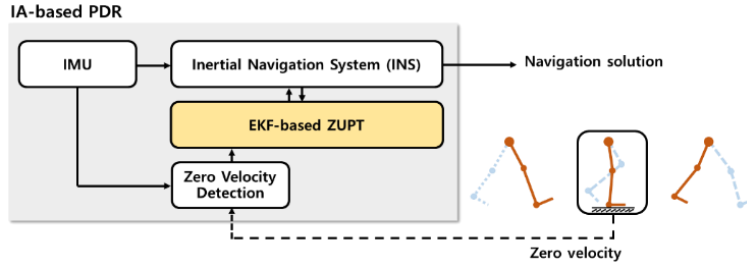 IA-based PDR
IMU
Inertial Navigation System (INS)
Navigation solution
EKF-based ZUPT
Zero Velocity
Detection
Zero velocity